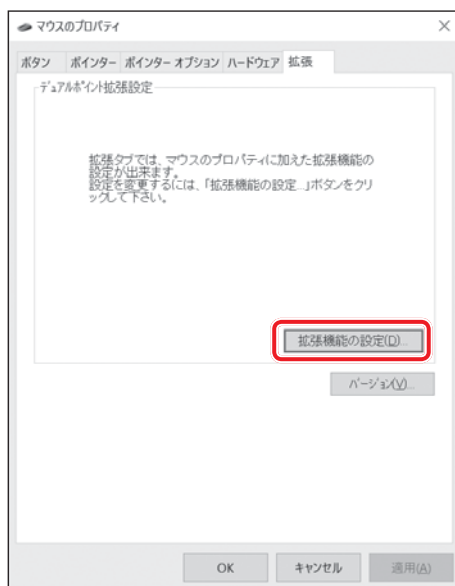 マウスのプロパティ
ボタン ポインター ポインター オプション ハードウェア 拡張
デュアルポイント拡張設定
拡張タブでは、マウスのプロパティに加えた拡張機能の
設定が出来ます。
設定を変更するには、「拡張機能の設定...」ボタンをクリ
ックして下さい。
拡張機能の設定(D)...
バージョン(V)...
OK キャンセル 適用(A)